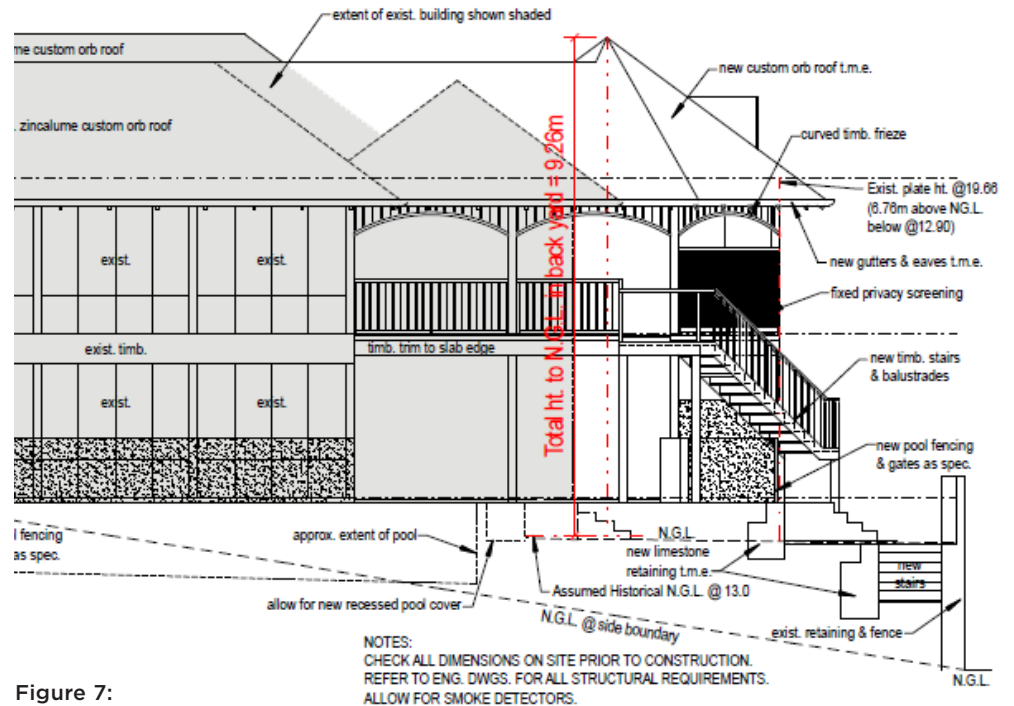 extent of exist. building shown shaded
me custom orb roof
new custom orb roof t.m.e.
. zincalume custom orb roof
curved timb. frieze
Total ht. to N.G.L. in back yard = 9.26m
Exist. plate ht. @19.66
(6.76m above NG.L.
below @12.90)
exist.
exist.
new gutters & eaves t.m.e.
fixed privacy screening
exist. timb.
timb. trim to slab edge
new timb. stairs
& balustrades
exist.
exist.
new pool fencing
& gates as spec.
l fencing
as spec.
approx. extent of pool
N.G.L.
new limestone
retaining t.m.e.
new
stairs
Assumed Historical N.G.L. @ 13.0
allow for new recessed pool cover
N.G.L. @ side boundary
exist. retaining & fence
N.G.L.
NOTES:
CHECK ALL DIMENSIONS ON SITE PRIOR TO CONSTRUCTION.
REFER TO ENG. DWGS. FOR ALL STRUCTURAL REQUIREMENTS.
ALLOW FOR SMOKE DETECTORS.
Figure 7: